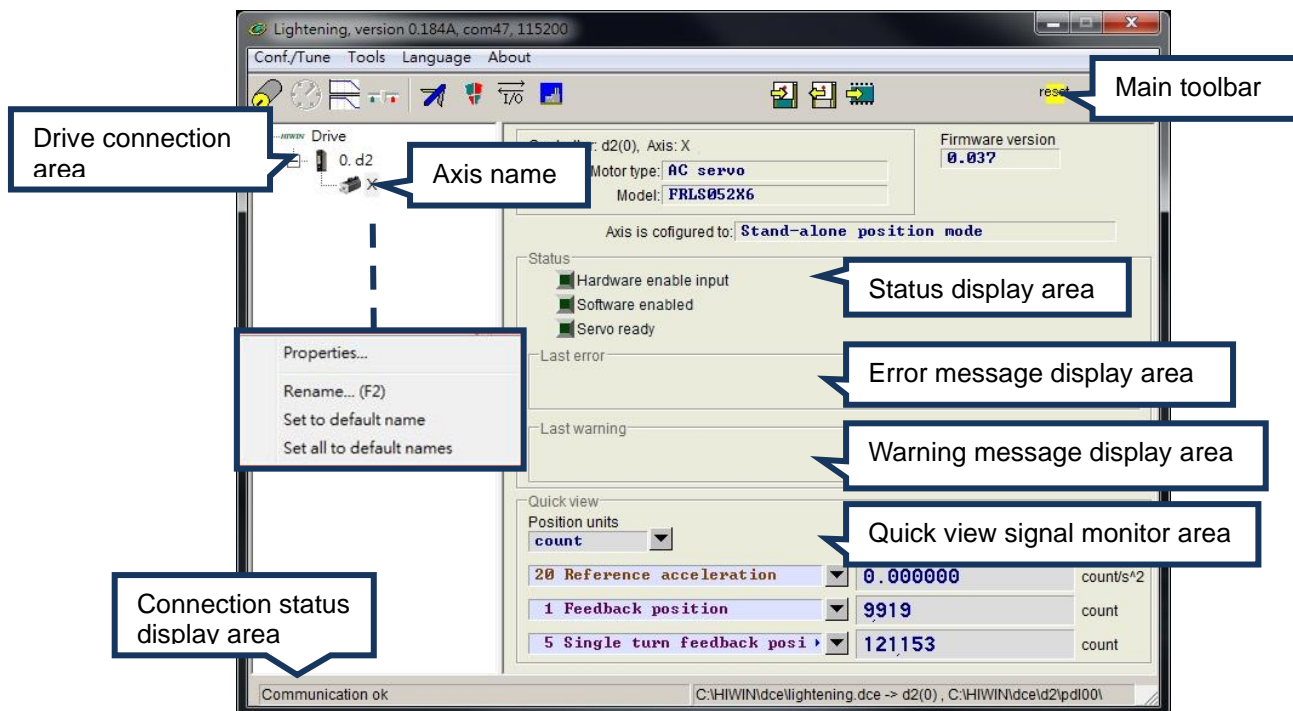 Lightening, version 0.184A, com47, 115200
Conf./Tune Tools Language About
I/O
reset
Main toolbar
Drive connection area
HIWIN Drive
0. d2
X
Axis name
d2(0), Axis: X
Motor type: AC servo
Model: FRLS052X6
Firmware version
0.037
Axis is cofigured to: Stand-alone position mode
Status
Hardware enable input
Software enabled
Servo ready
Status display area
Properties...
Rename... (F2)
Set to default name
Set all to default names
Last error
Error message display area
Last warning
Warning message display area
Quick view
Position units
count
Quick view signal monitor area
20 Reference acceleration 0.000000 count/s^2
1 Feedback position 9,919 count
5 Single turn feedback posi 121,153 count
Connection status
display area
Communication ok
C:\HIWIN\dce\lightening.dce -> d2(0) , C:\HIWIN\dce\d2\pdl00\